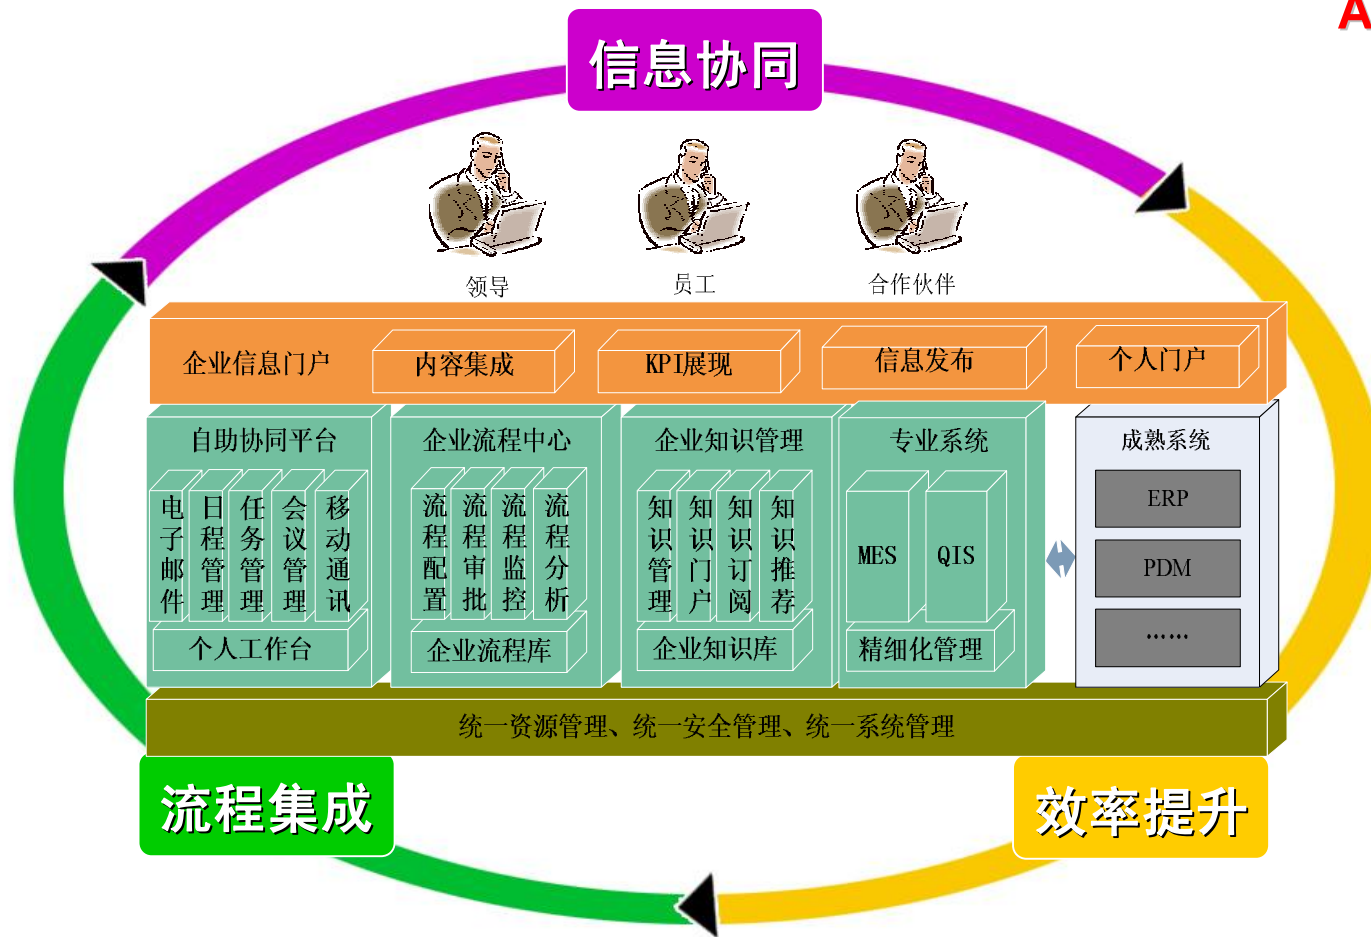 A
信息协同
领导
员工
合作伙伴
企业信息门户
内容集成
KPI展现
信息发布
个人门户
自助协同平台
电子邮件
日程管理
任务管理
会议管理
移动通讯
个人工作台
企业流程中心
流程配置
流程审批
流程监控
流程分析
企业流程库
企业知识管理
知识管理
知识门户
知识订阅
知识推荐
企业知识库
专业系统
MES
QIS
精细化管理
成熟系统
ERP
PDM
……
统一资源管理、统一安全管理、统一系统管理
流程集成
效率提升